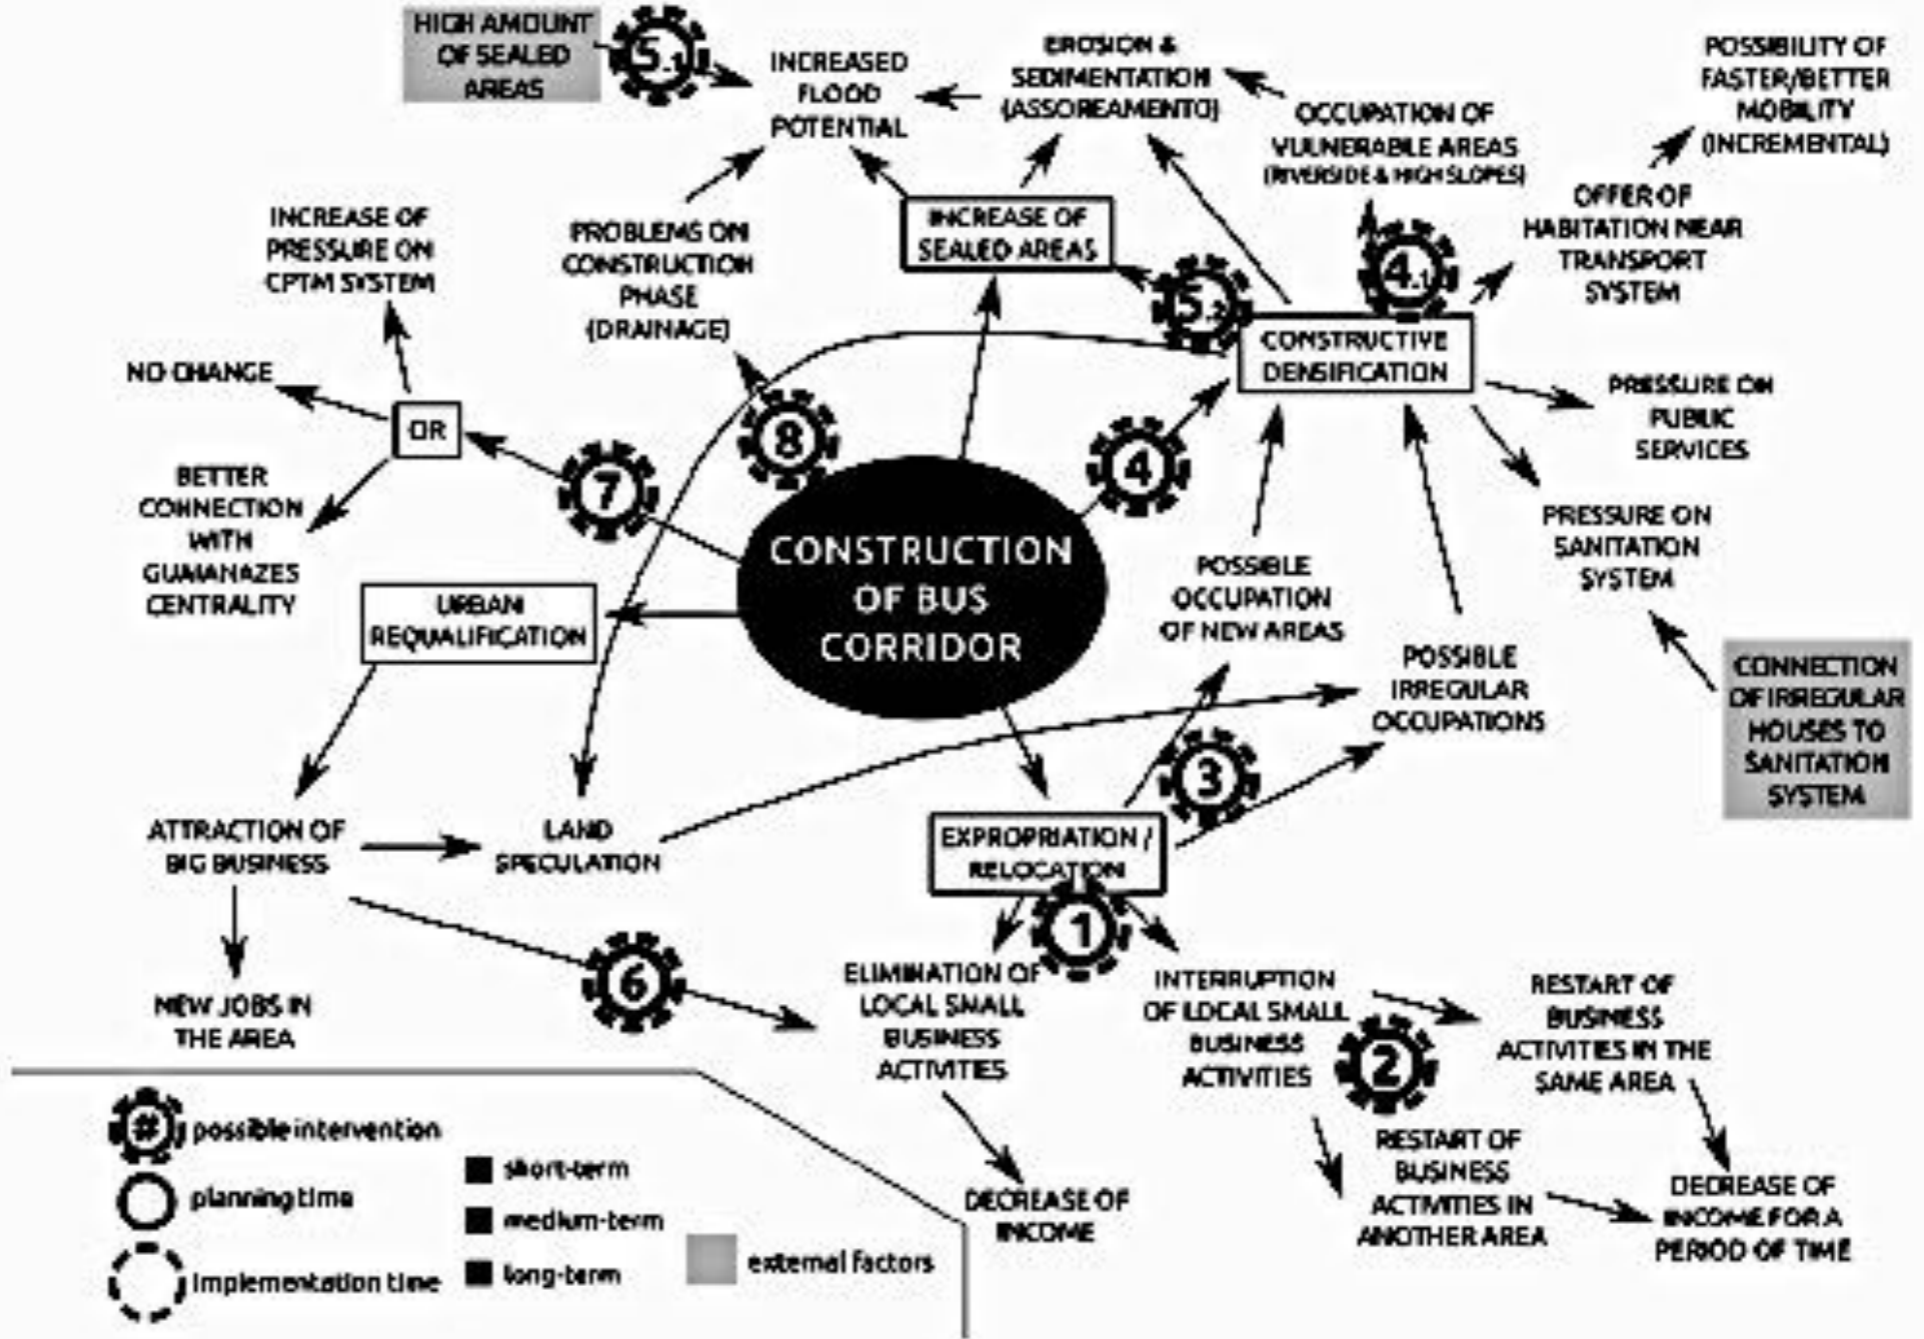 HIGH AMOUNT
OF SEALED
AREAS
5.1
INCREASED
FLOOD
POTENTIAL
EROSION &
SEDIMENTATION
(ASSOREAMENTO)
OCCUPATION OF
VULNERABLE AREAS
(RIVERSIDE & HIGH SLOPES)
POSSIBILITY OF
FASTER/BETTER
MOBILITY
(INCREMENTAL)
OFFER OF
HABITATION NEAR
TRANSPORT
SYSTEM
INCREASE OF
PRESSURE ON
CPTM SYSTEM
PROBLEMS ON
CONSTRUCTION
PHASE
(DRAINAGE)
INCREASE OF
SEALED AREAS
5.2
4.1
CONSTRUCTIVE
DENSIFICATION
NO CHANGE
OR
PRESSURE ON
PUBLIC
SERVICES
8
4
7
BETTER
CONNECTION
WITH
GUMANAZES
CENTRALITY
PRESSURE ON
SANITATION
SYSTEM
CONSTRUCTION
OF BUS
CORRIDOR
POSSIBLE
OCCUPATION
OF NEW AREAS
URBAN
REQUALIFICATION
POSSIBLE
IRREGULAR
OCCUPATIONS
CONNECTION
OF IRREGULAR
HOUSES TO
SANITATION
SYSTEM
3
ATTRACTION OF
BIG BUSINESS
LAND
SPECULATION
EXPROPRIATION /
RELOCATION
1
6
NEW JOBS IN
THE AREA
ELIMINATION OF
LOCAL SMALL
BUSINESS
ACTIVITIES
INTERRUPTION
OF LOCAL SMALL
BUSINESS
ACTIVITIES
2
RESTART OF
BUSINESS
ACTIVITIES IN THE
SAME AREA
RESTART OF
BUSINESS
ACTIVITIES IN
ANOTHER AREA
DECREASE OF
INCOME
DECREASE OF
INCOME FOR A
PERIOD OF TIME
# possible intervention
planning time
implementation time
short-term
medium-term
long-term
external factors